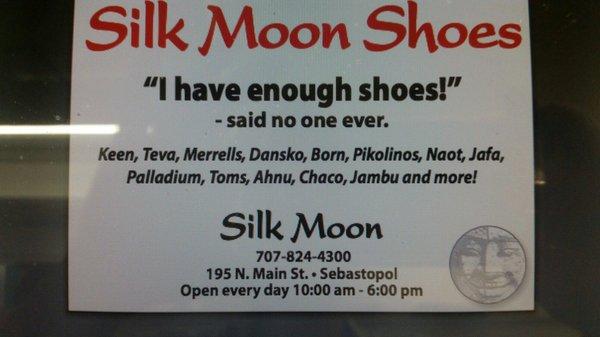 Silk Moon Shoes
“I have enough shoes!”
- said no one ever.
Keen, Teva, Merrells, Dansko, Born, Pikolinos, Naot, Jafa,
Palladium, Toms, Ahnu, Chaco, Jambu and more!
Silk Moon
707-824-4300
195 N. Main St. • Sebastopol
Open every day 10:00 am - 6:00 pm